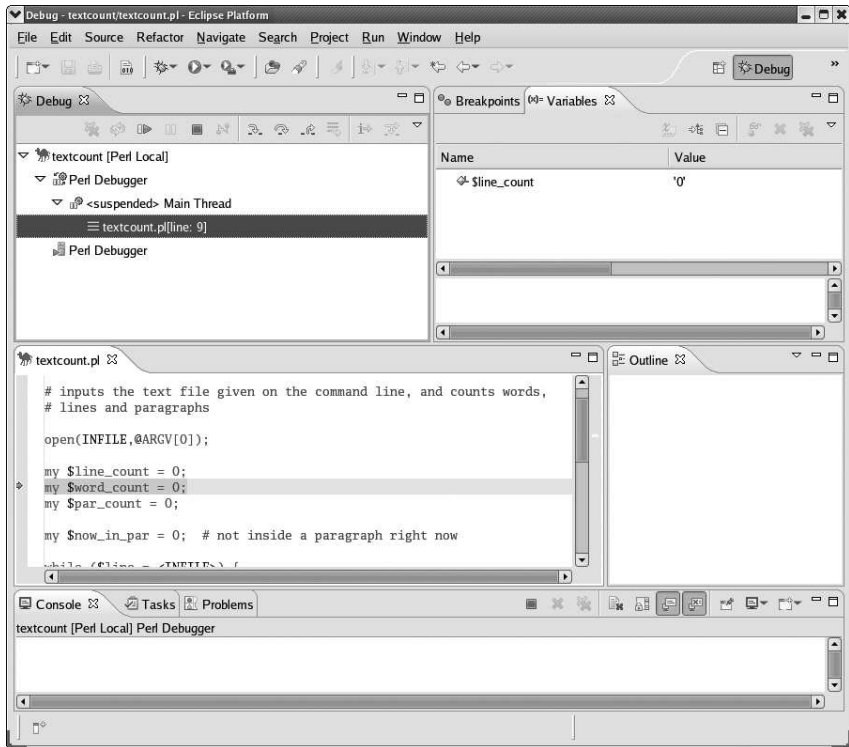 Debug - textcount/textcount.pl - Eclipse Platform
File Edit Source Refactor Navigate Search Project Run Window Help
Debug »
Debug
textcount [Perl Local]
Perl Debugger
<suspended> Main Thread
textcount.pl[line: 9]
Perl Debugger
Breakpoints (x)= Variables
Name Value
$line_count '0'
textcount.pl
# inputs the text file given on the command line, and counts words,
# lines and paragraphs
open(INFILE,@ARGV[0]);
my $line_count = 0;
my $word_count = 0;
my $par_count = 0;
my $now_in_par = 0;  # not inside a paragraph right now
while ($line = <INFILE>) {
Outline
Console Tasks Problems
textcount [Perl Local] Perl Debugger